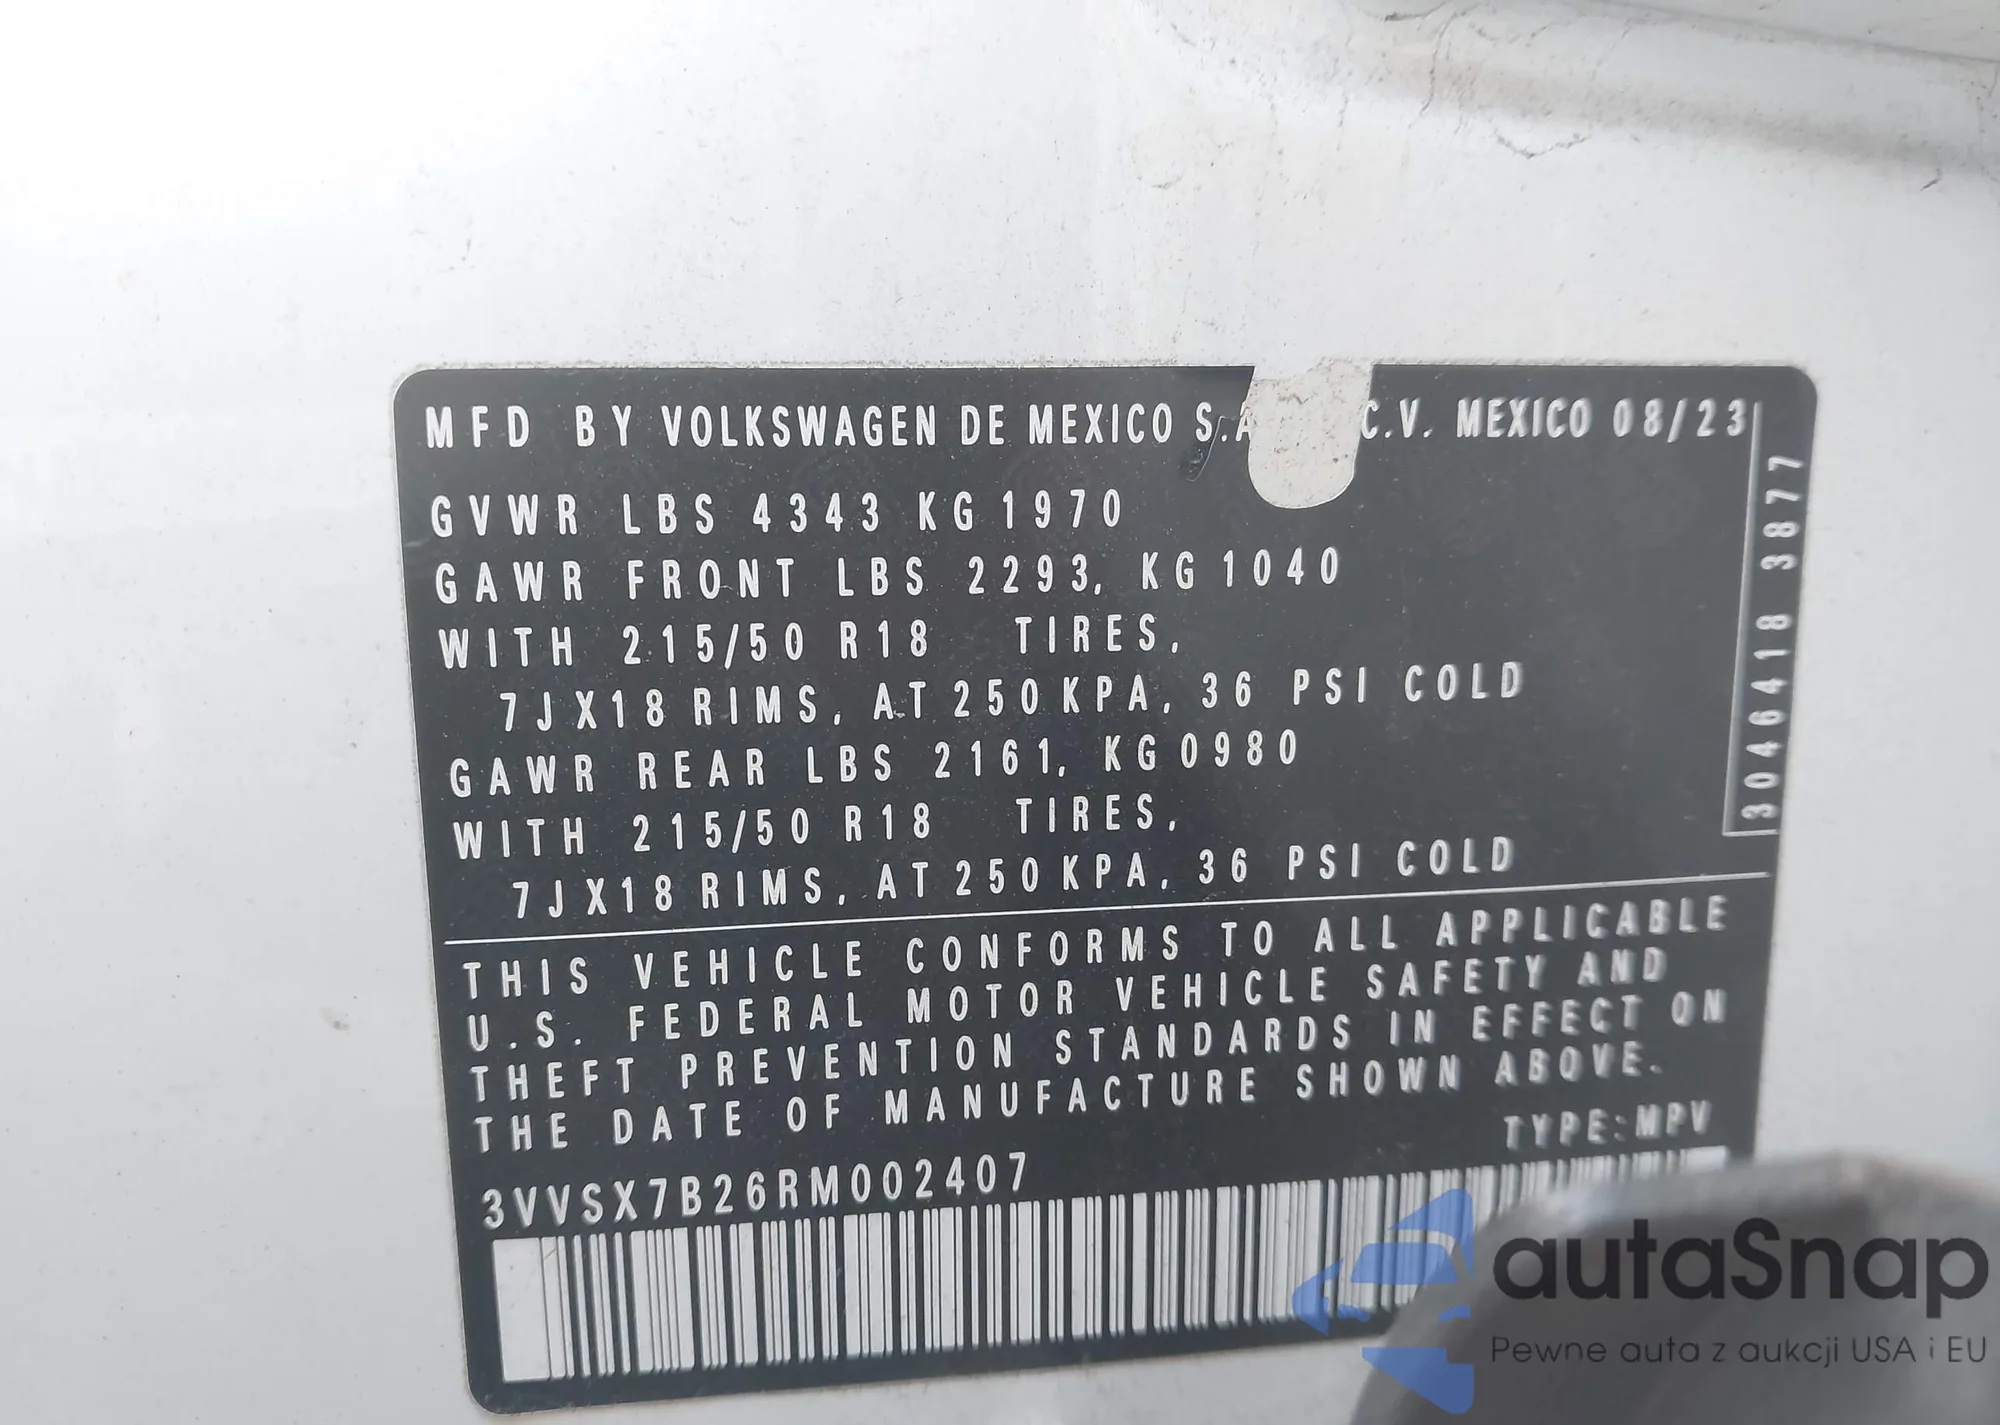 MFD BY VOLKSWAGEN DE MEXICO S.A C.V. MEXICO 08/23
GVWR LBS 4343 KG 1970
GAWR FRONT LBS 2293, KG 1040
WITH 215/50 R18 TIRES,
7JX18 RIMS, AT 250 KPA, 36 PSI COLD
GAWR REAR LBS 2161, KG 0980
WITH 215/50 R18 TIRES,
7JX18 RIMS, AT 250 KPA, 36 PSI COLD
3046418 3877
THIS VEHICLE CONFORMS TO ALL APPLICABLE
U.S. FEDERAL MOTOR VEHICLE SAFETY AND
THEFT PREVENTION STANDARDS IN EFFECT ON
THE DATE OF MANUFACTURE SHOWN ABOVE.
TYPE:MPV
3VVSX7B26RM002407
autaSnap
Pewne auta z aukcji USA i EU